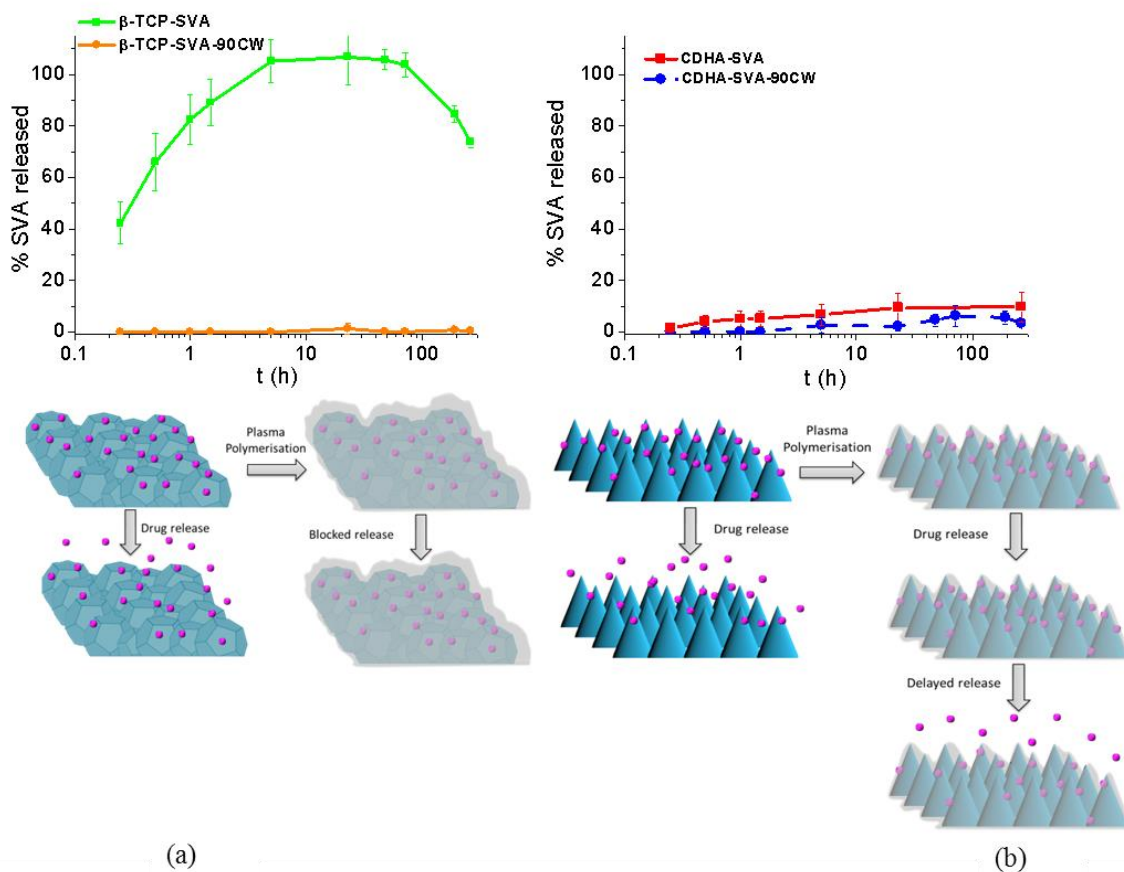 β-TCP-SVA
β-TCP-SVA-90CW
% SVA released
100
80
60
40
20
0
0.1
1
10
100
t (h)
CDHA-SVA
CDHA-SVA-90CW
% SVA released
100
80
60
40
20
0
0.1
1
10
100
t (h)
Plasma
Polymerisation
Drug release
Blocked release
Plasma
Polymerisation
Drug release
Drug release
Delayed release
(a)
(b)